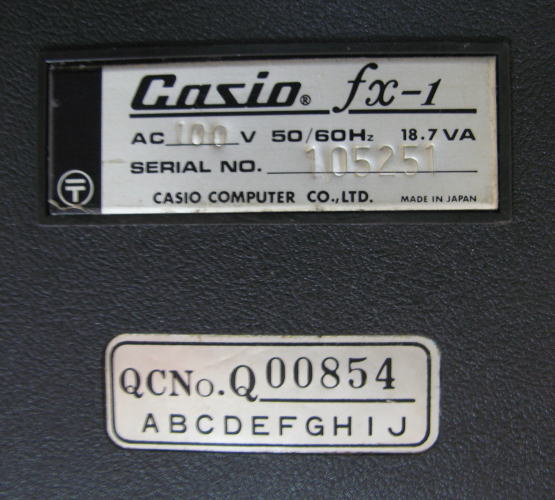 Casio® fx-1
AC 100 V 50/60Hz 18.7VA
SERIAL NO. 105251
CASIO COMPUTER CO.,LTD. MADE IN JAPAN
T
QCNo.Q00854
ABCDEFGHIJ